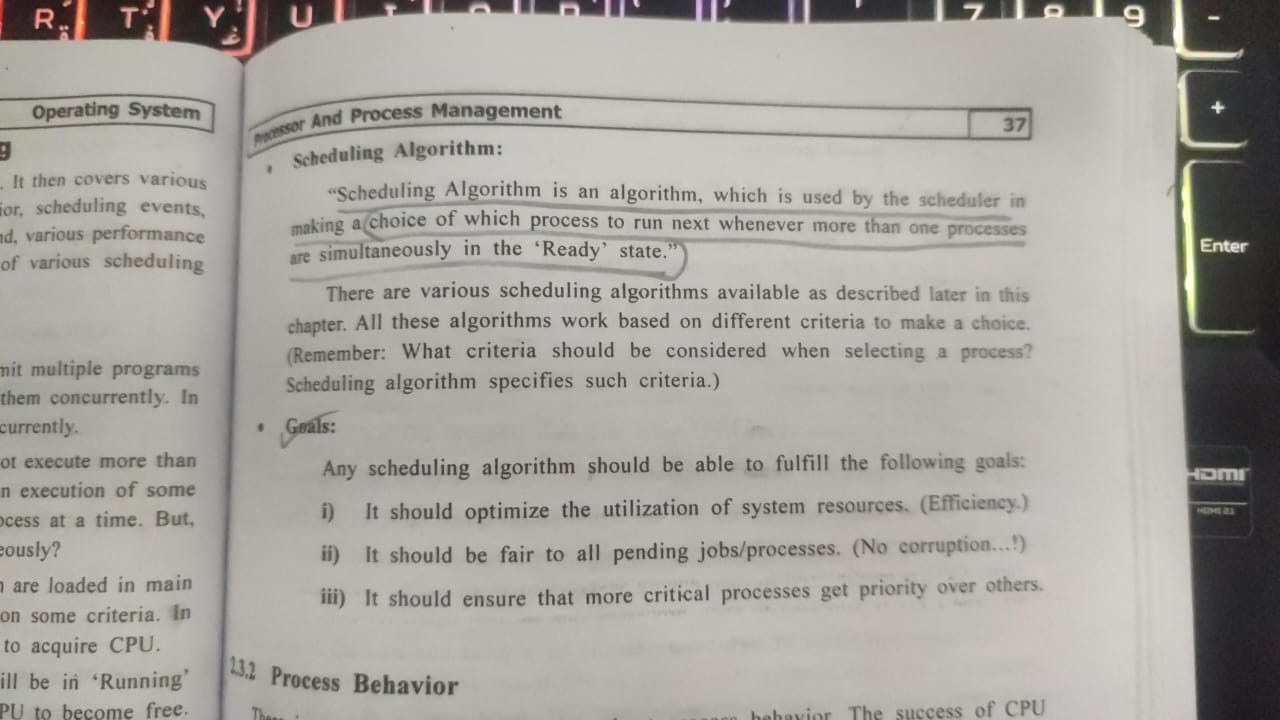 R T Y U 7 8 9 -
+
Enter
HDMI
Operating System
g
. It then covers various
ior, scheduling events,
nd, various performance
of various scheduling
mit multiple programs
them concurrently. In
currently.
ot execute more than
n execution of some
ocess at a time. But,
eously?
are loaded in main
on some criteria. In
to acquire CPU.
ill be in ‘Running’
PU to become free.
Processor And Process Management 37
• Scheduling Algorithm:
“Scheduling Algorithm is an algorithm, which is used by the scheduler in
making a choice of which process to run next whenever more than one processes
are simultaneously in the ‘Ready’ state.”
There are various scheduling algorithms available as described later in this
chapter. All these algorithms work based on different criteria to make a choice.
(Remember: What criteria should be considered when selecting a process?
Scheduling algorithm specifies such criteria.)
• Goals:
Any scheduling algorithm should be able to fulfill the following goals:
i) It should optimize the utilization of system resources. (Efficiency.)
ii) It should be fair to all pending jobs/processes. (No corruption...!)
iii) It should ensure that more critical processes get priority over others.
2.3.2 Process Behavior
behavior. The success of CPU